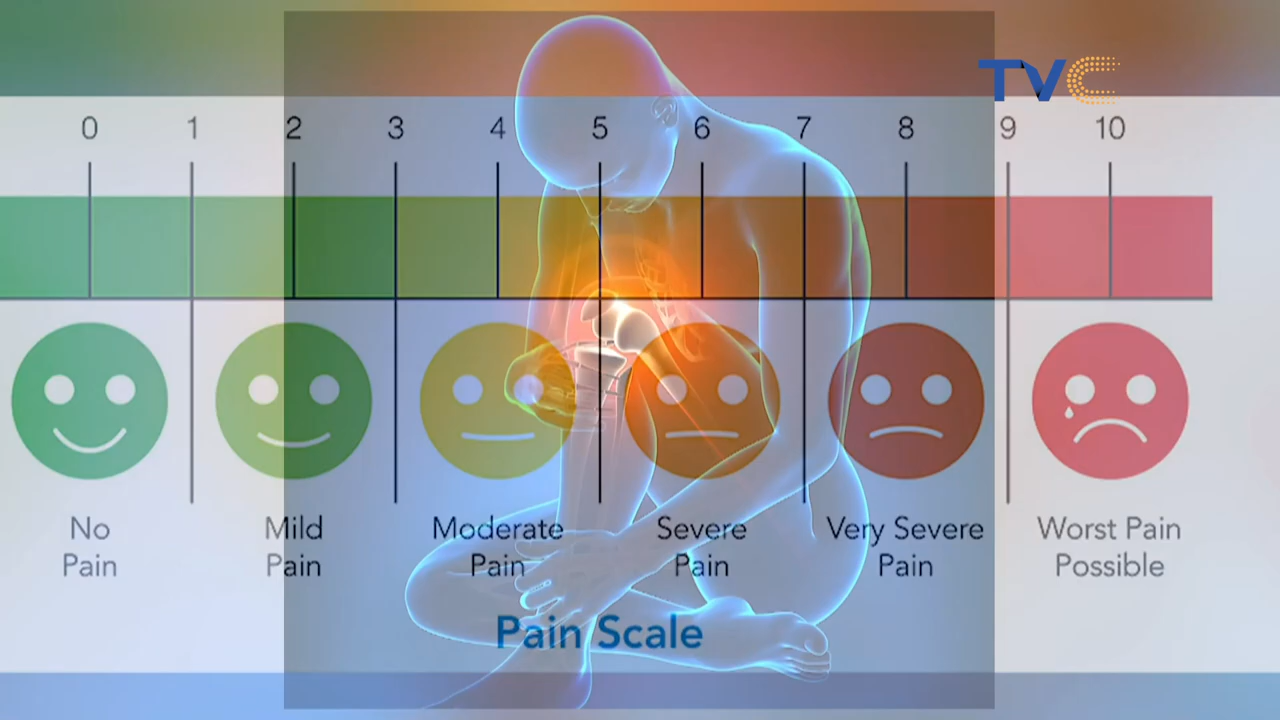 TVC
0 1 2 3 4 5 6 7 8 9 10
No
Pain
Mild
Pain
Moderate
Pain
Severe
Pain
Very Severe
Pain
Worst Pain
Possible
Pain Scale